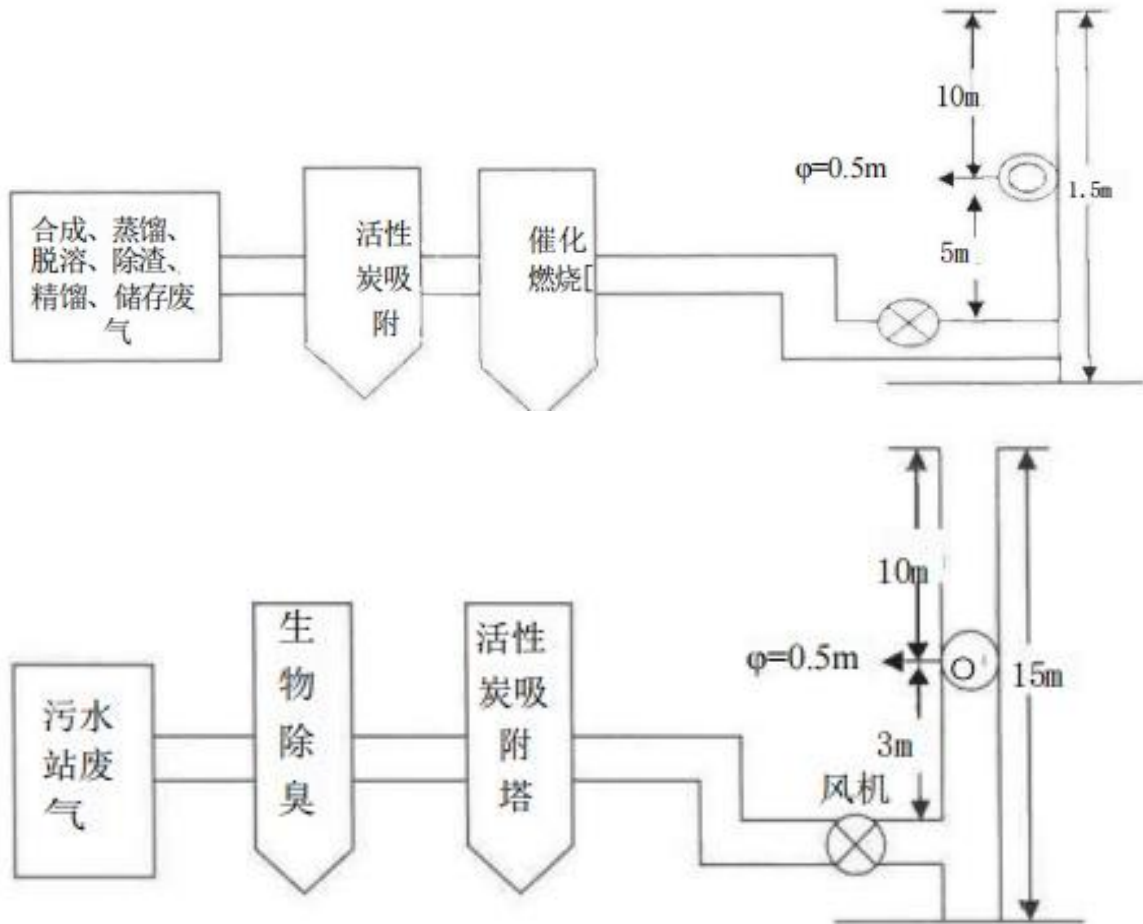 10m
φ=0.5m
1.5m
5m
合成、蒸馏、
脱溶、除渣、
精馏、储存废
气
活性
炭吸
附
催化
燃烧[
10m
φ=0.5m
15m
3m
风机
污水
站废
气
生
物
除
臭
活性
炭吸
附
塔